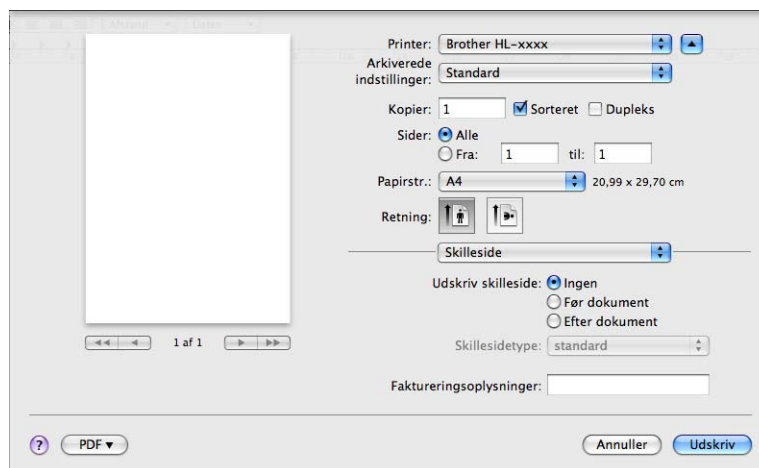 Printer: Brother HL-xxxx
Arkiverede
indstillinger: Standard
Kopier: 1 Sorteret Dupleks
Sider: Alle
Fra: 1 til: 1
Papirstr.: A4 20,99 x 29,70 cm
Retning:
Skilleside
Udskriv skilleside: Ingen
Før dokument
Efter dokument
1 af 1
Skillesidetype: standard
Faktureringsoplysninger:
? PDF Annuller Udskriv